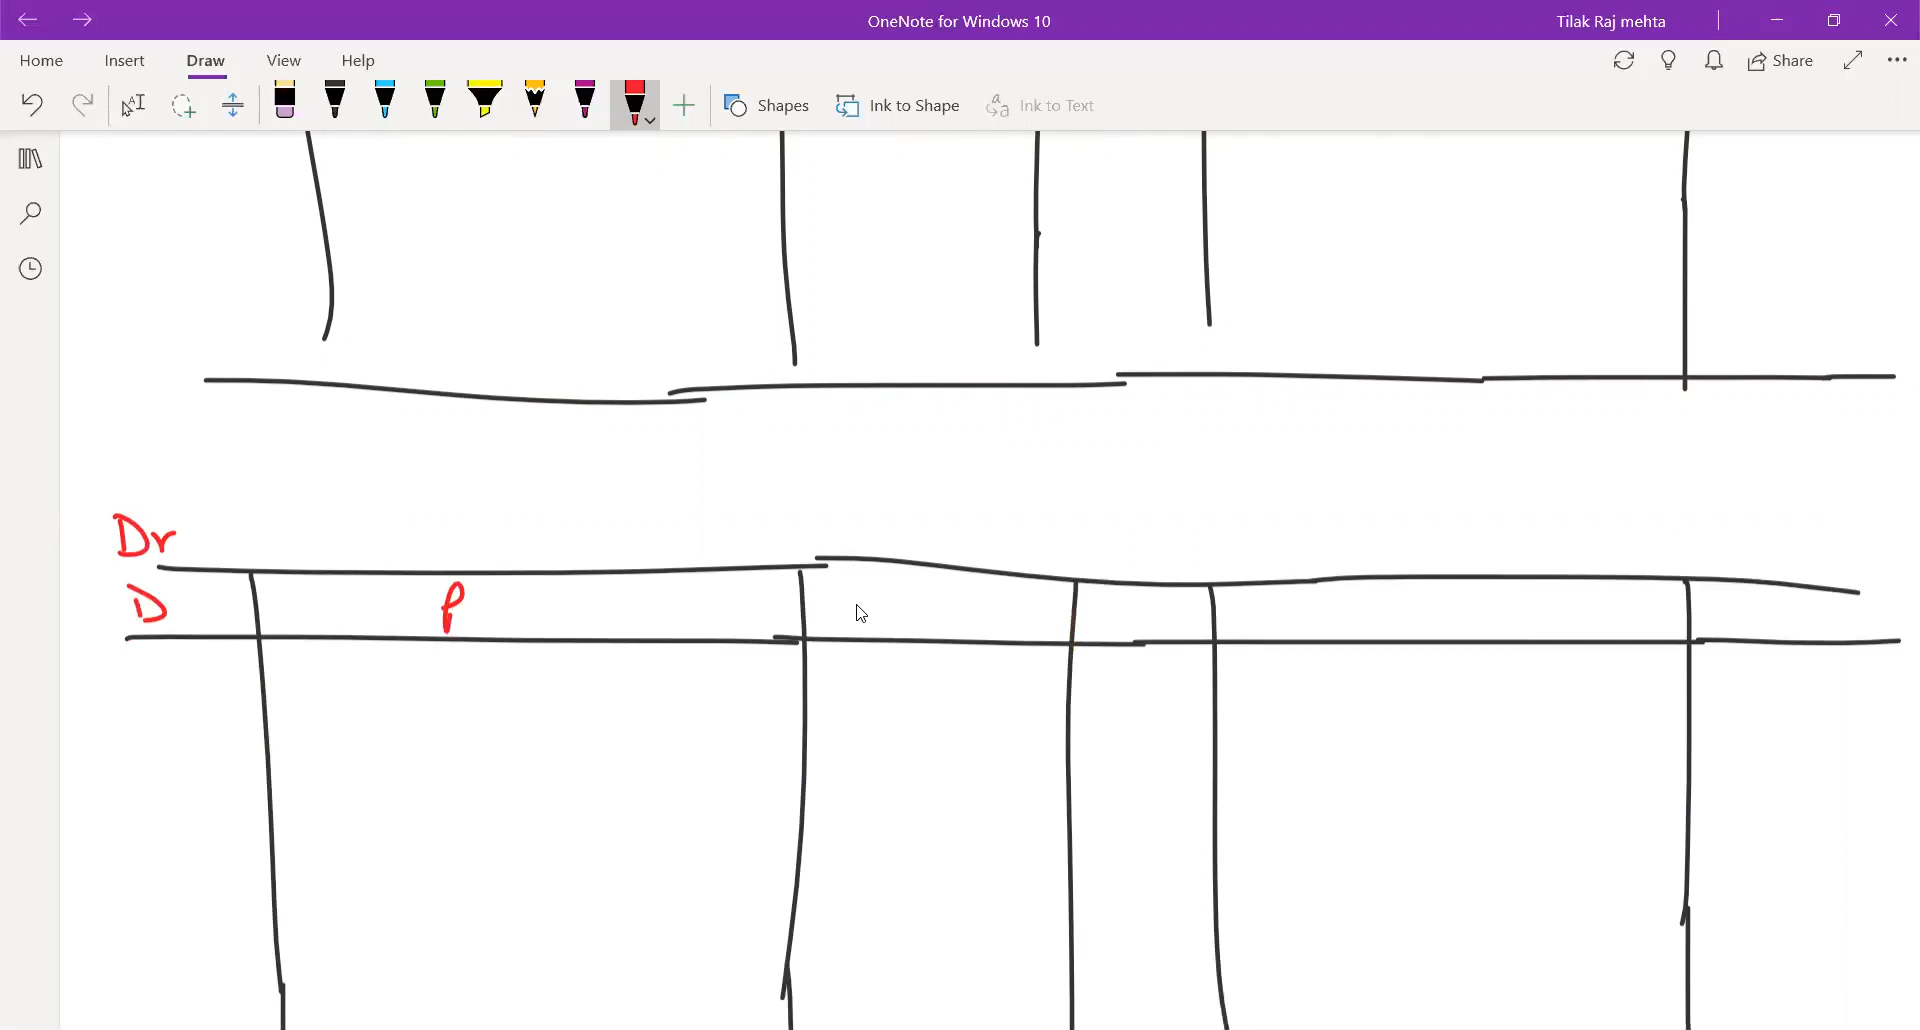 OneNote for Windows 10
Tilak Raj mehta
Home Insert Draw View Help
Share
Shapes Ink to Shape Ink to Text
Dr
D P